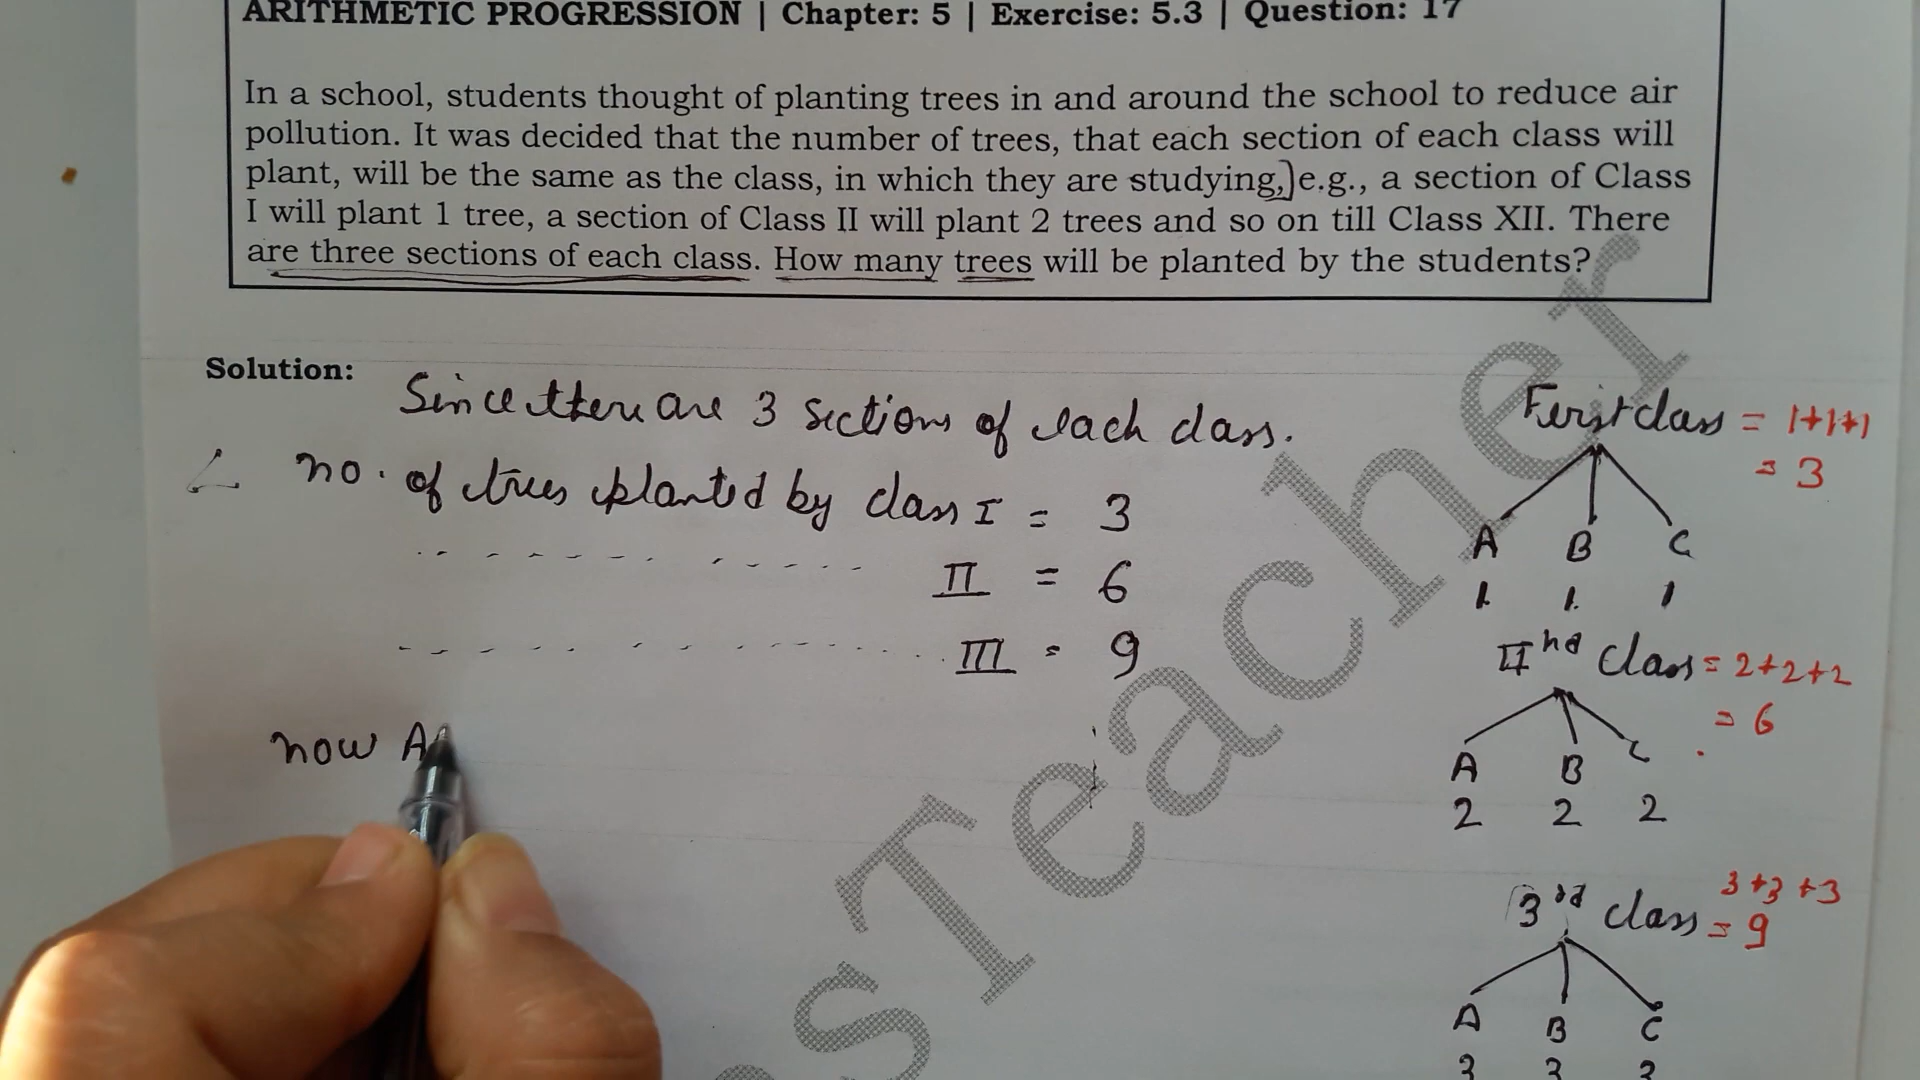 ARITHMETIC PROGRESSION | Chapter: 5 | Exercise: 5.3 | Question: 17
In a school, students thought of planting trees in and around the school to reduce air
pollution. It was decided that the number of trees, that each section of each class will
plant, will be the same as the class, in which they are studying, e.g., a section of Class
I will plant 1 tree, a section of Class II will plant 2 trees and so on till Class XII. There
are three sections of each class. How many trees will be planted by the students?
Solution:
Since there are 3 sections of each class.
no. of trees planted by class I = 3
II = 6
III = 9
now A
First class = 1+1+1
= 3
A B C
1. 1. 1
IInd class = 2+2+2
= 6
A B C
2 2 2
3rd class = 3+3+3
= 9
A B C
3 3 3
sTeacher